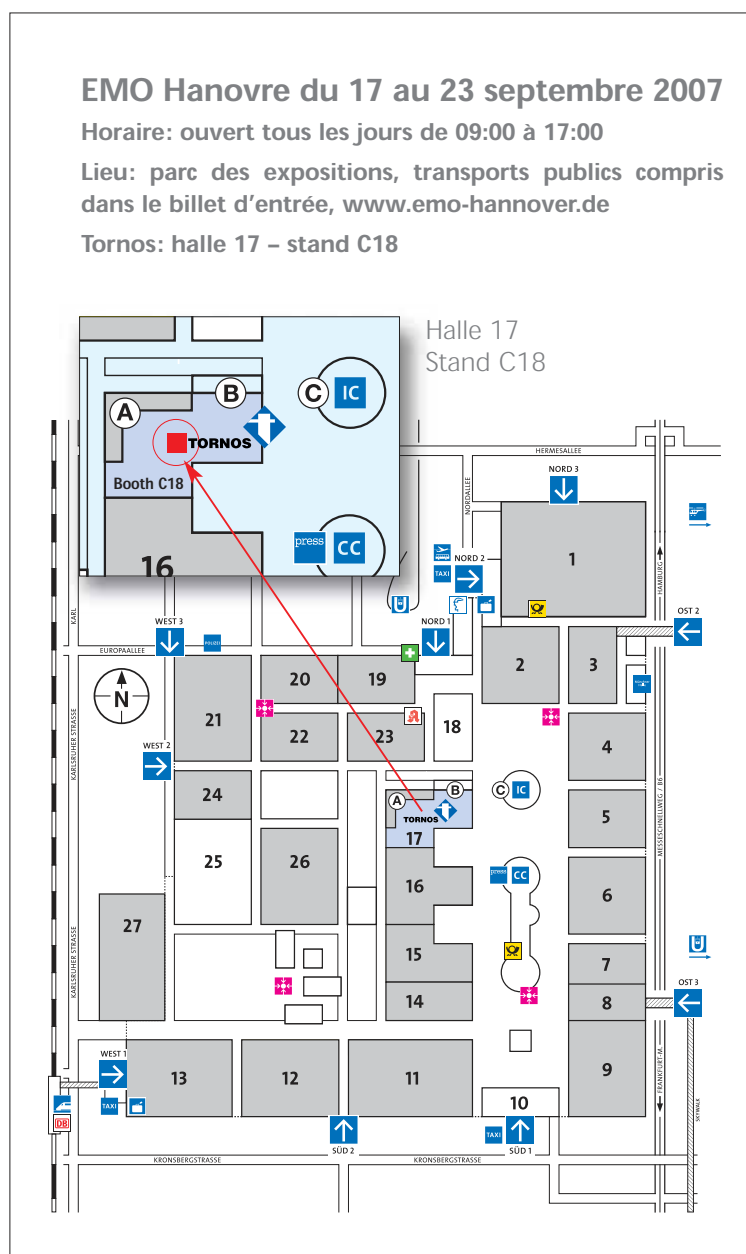 EMO Hanovre du 17 au 23 septembre 2007
Horaire: ouvert tous les jours de 09:00 à 17:00
Lieu: parc des expositions, transports publics compris
dans le billet d'entrée, www.emo-hannover.de
Tornos: halle 17 – stand C18
Halle 17
Stand C18
A
B
C
IC
TORNOS
Booth C18
press
CC
16
HERMESALLEE
NORDALLEE
NORD 3
1
HAMBURG
NORD 2
TAXI
KARL
WEST 3
POLIZEI
NORD 1
OST 2
EUROPAALLEE
2
3
N
20
19
21
22
23
18
4
KARLSRUHER STRASSE
WEST 2
24
A
B
C
IC
TORNOS
17
5
MESSESCHNELLWEG / B6
25
26
16
press
CC
6
27
15
7
KARLSRUHER STRASSE
14
8
OST 3
WEST 1
13
12
11
10
9
FRANKFURT-M.
SKYWALK
TAXI
DB
SÜD 2
TAXI
SÜD 1
KRONSBERGSTRASSE
KRONSBERGSTRASSE